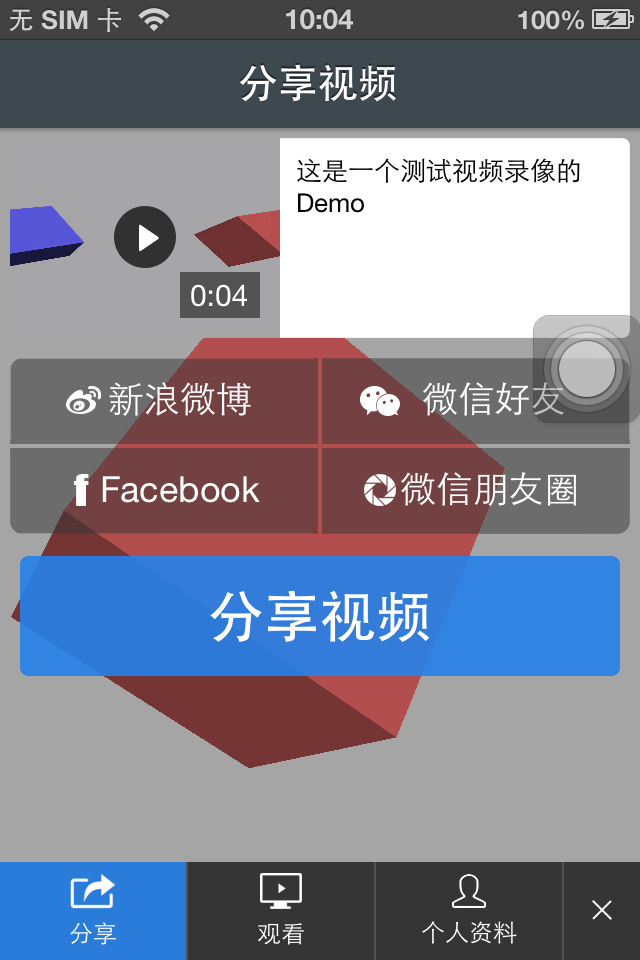 无 SIM 卡 10:04 100%
分享视频
这是一个测试视频录像的
Demo
0:04
新浪微博 微信好友
Facebook 微信朋友圈
分享视频
分享 观看 个人资料